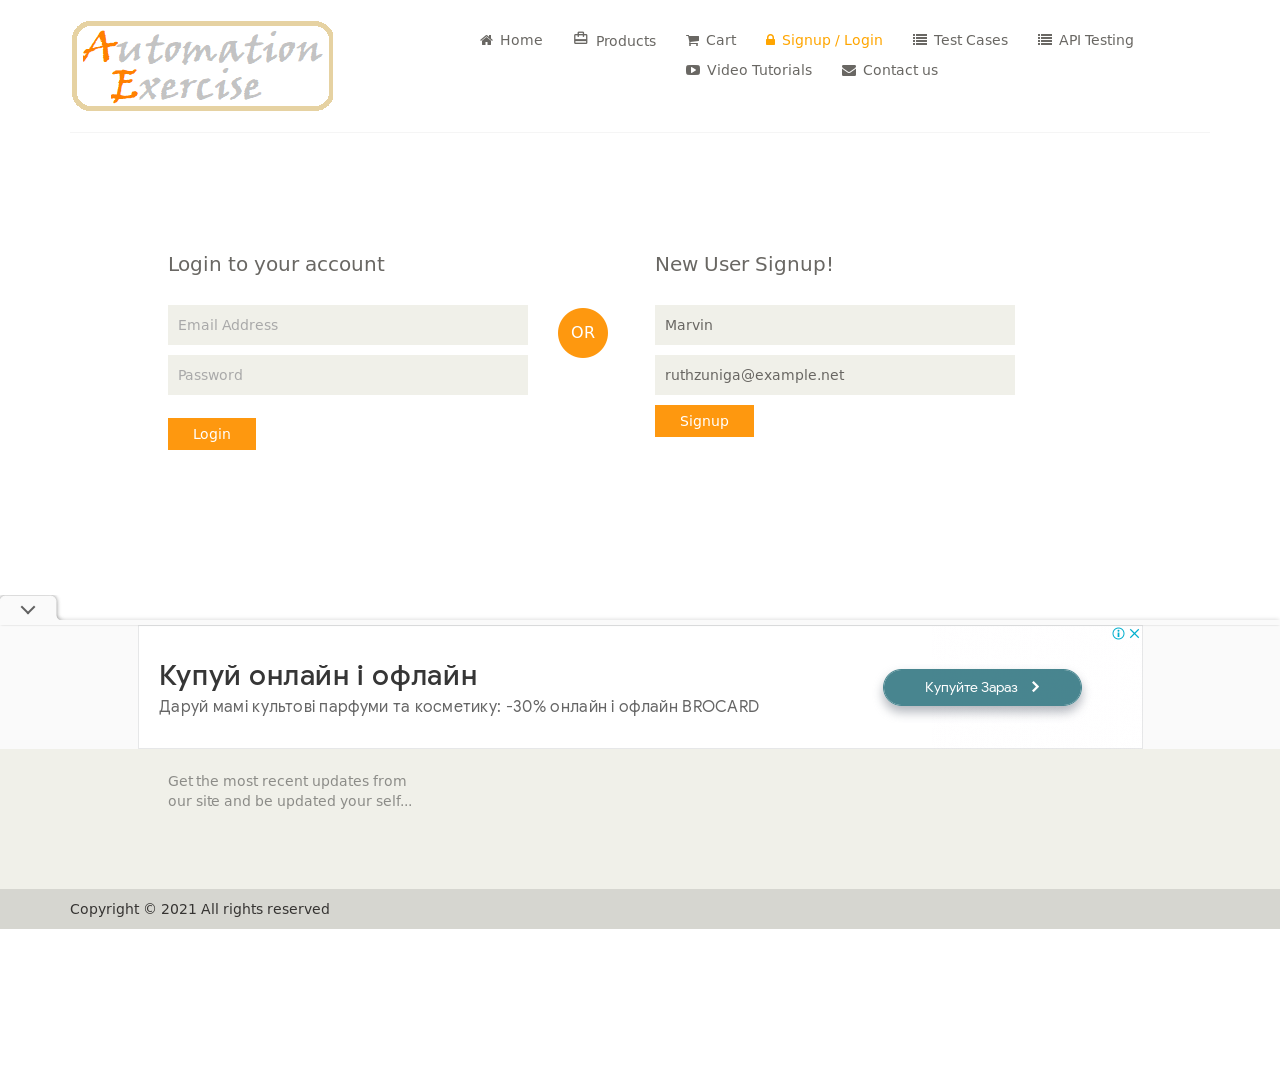 Automation
Exercise
Home
Products
Cart
Signup / Login
Test Cases
API Testing
Video Tutorials
Contact us
Login to your account
Email Address
Password
Login
OR
New User Signup!
Marvin
ruthzuniga@example.net
Signup
Купуй онлайн і офлайн
Даруй мамі культові парфуми та косметику: -30% онлайн і офлайн BROCARD
Купуйте Зараз
Get the most recent updates from
our site and be updated your self...
Copyright © 2021 All rights reserved